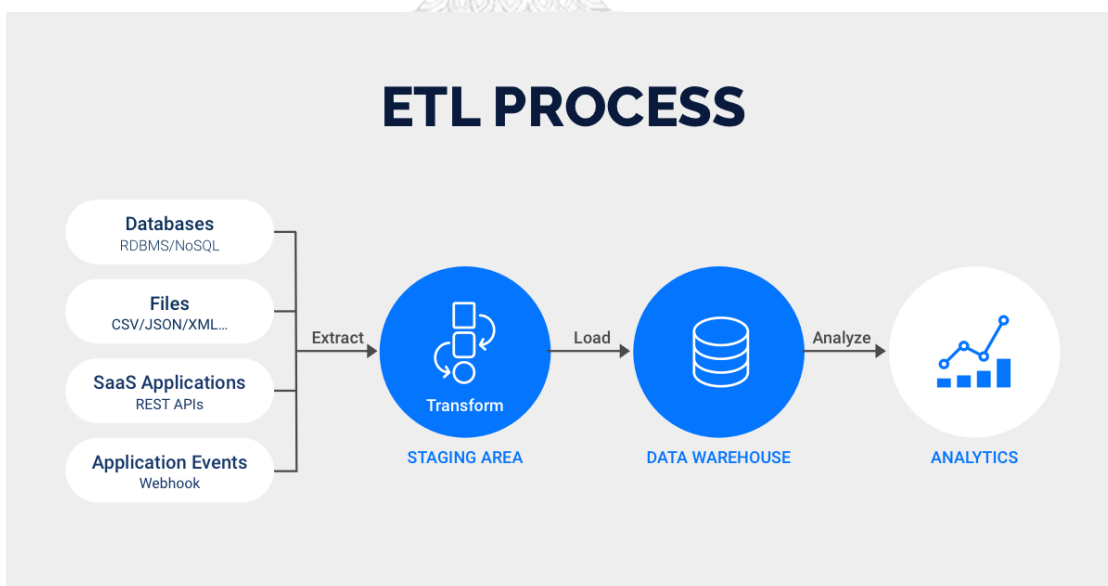 ETL PROCESS
Databases
RDBMS/NoSQL
Files
CSV/JSON/XML...
SaaS Applications
REST APIs
Application Events
Webhook
Extract
Transform
STAGING AREA
Load
DATA WAREHOUSE
Analyze
ANALYTICS